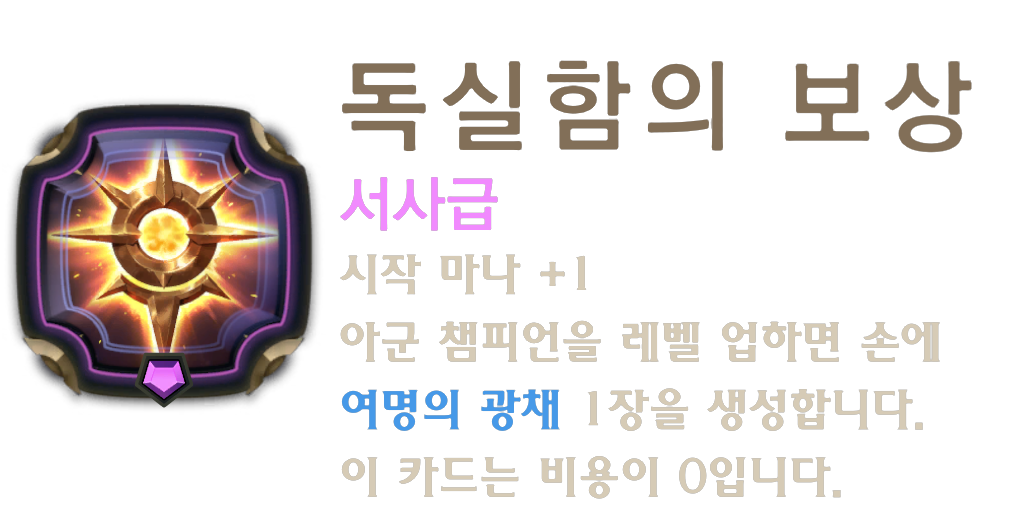 독실함의 보상
서사급
시작 마나 +1
아군 챔피언을 레벨 업하면 손에
여명의 광채 1장을 생성합니다.
이 카드는 비용이 0입니다.